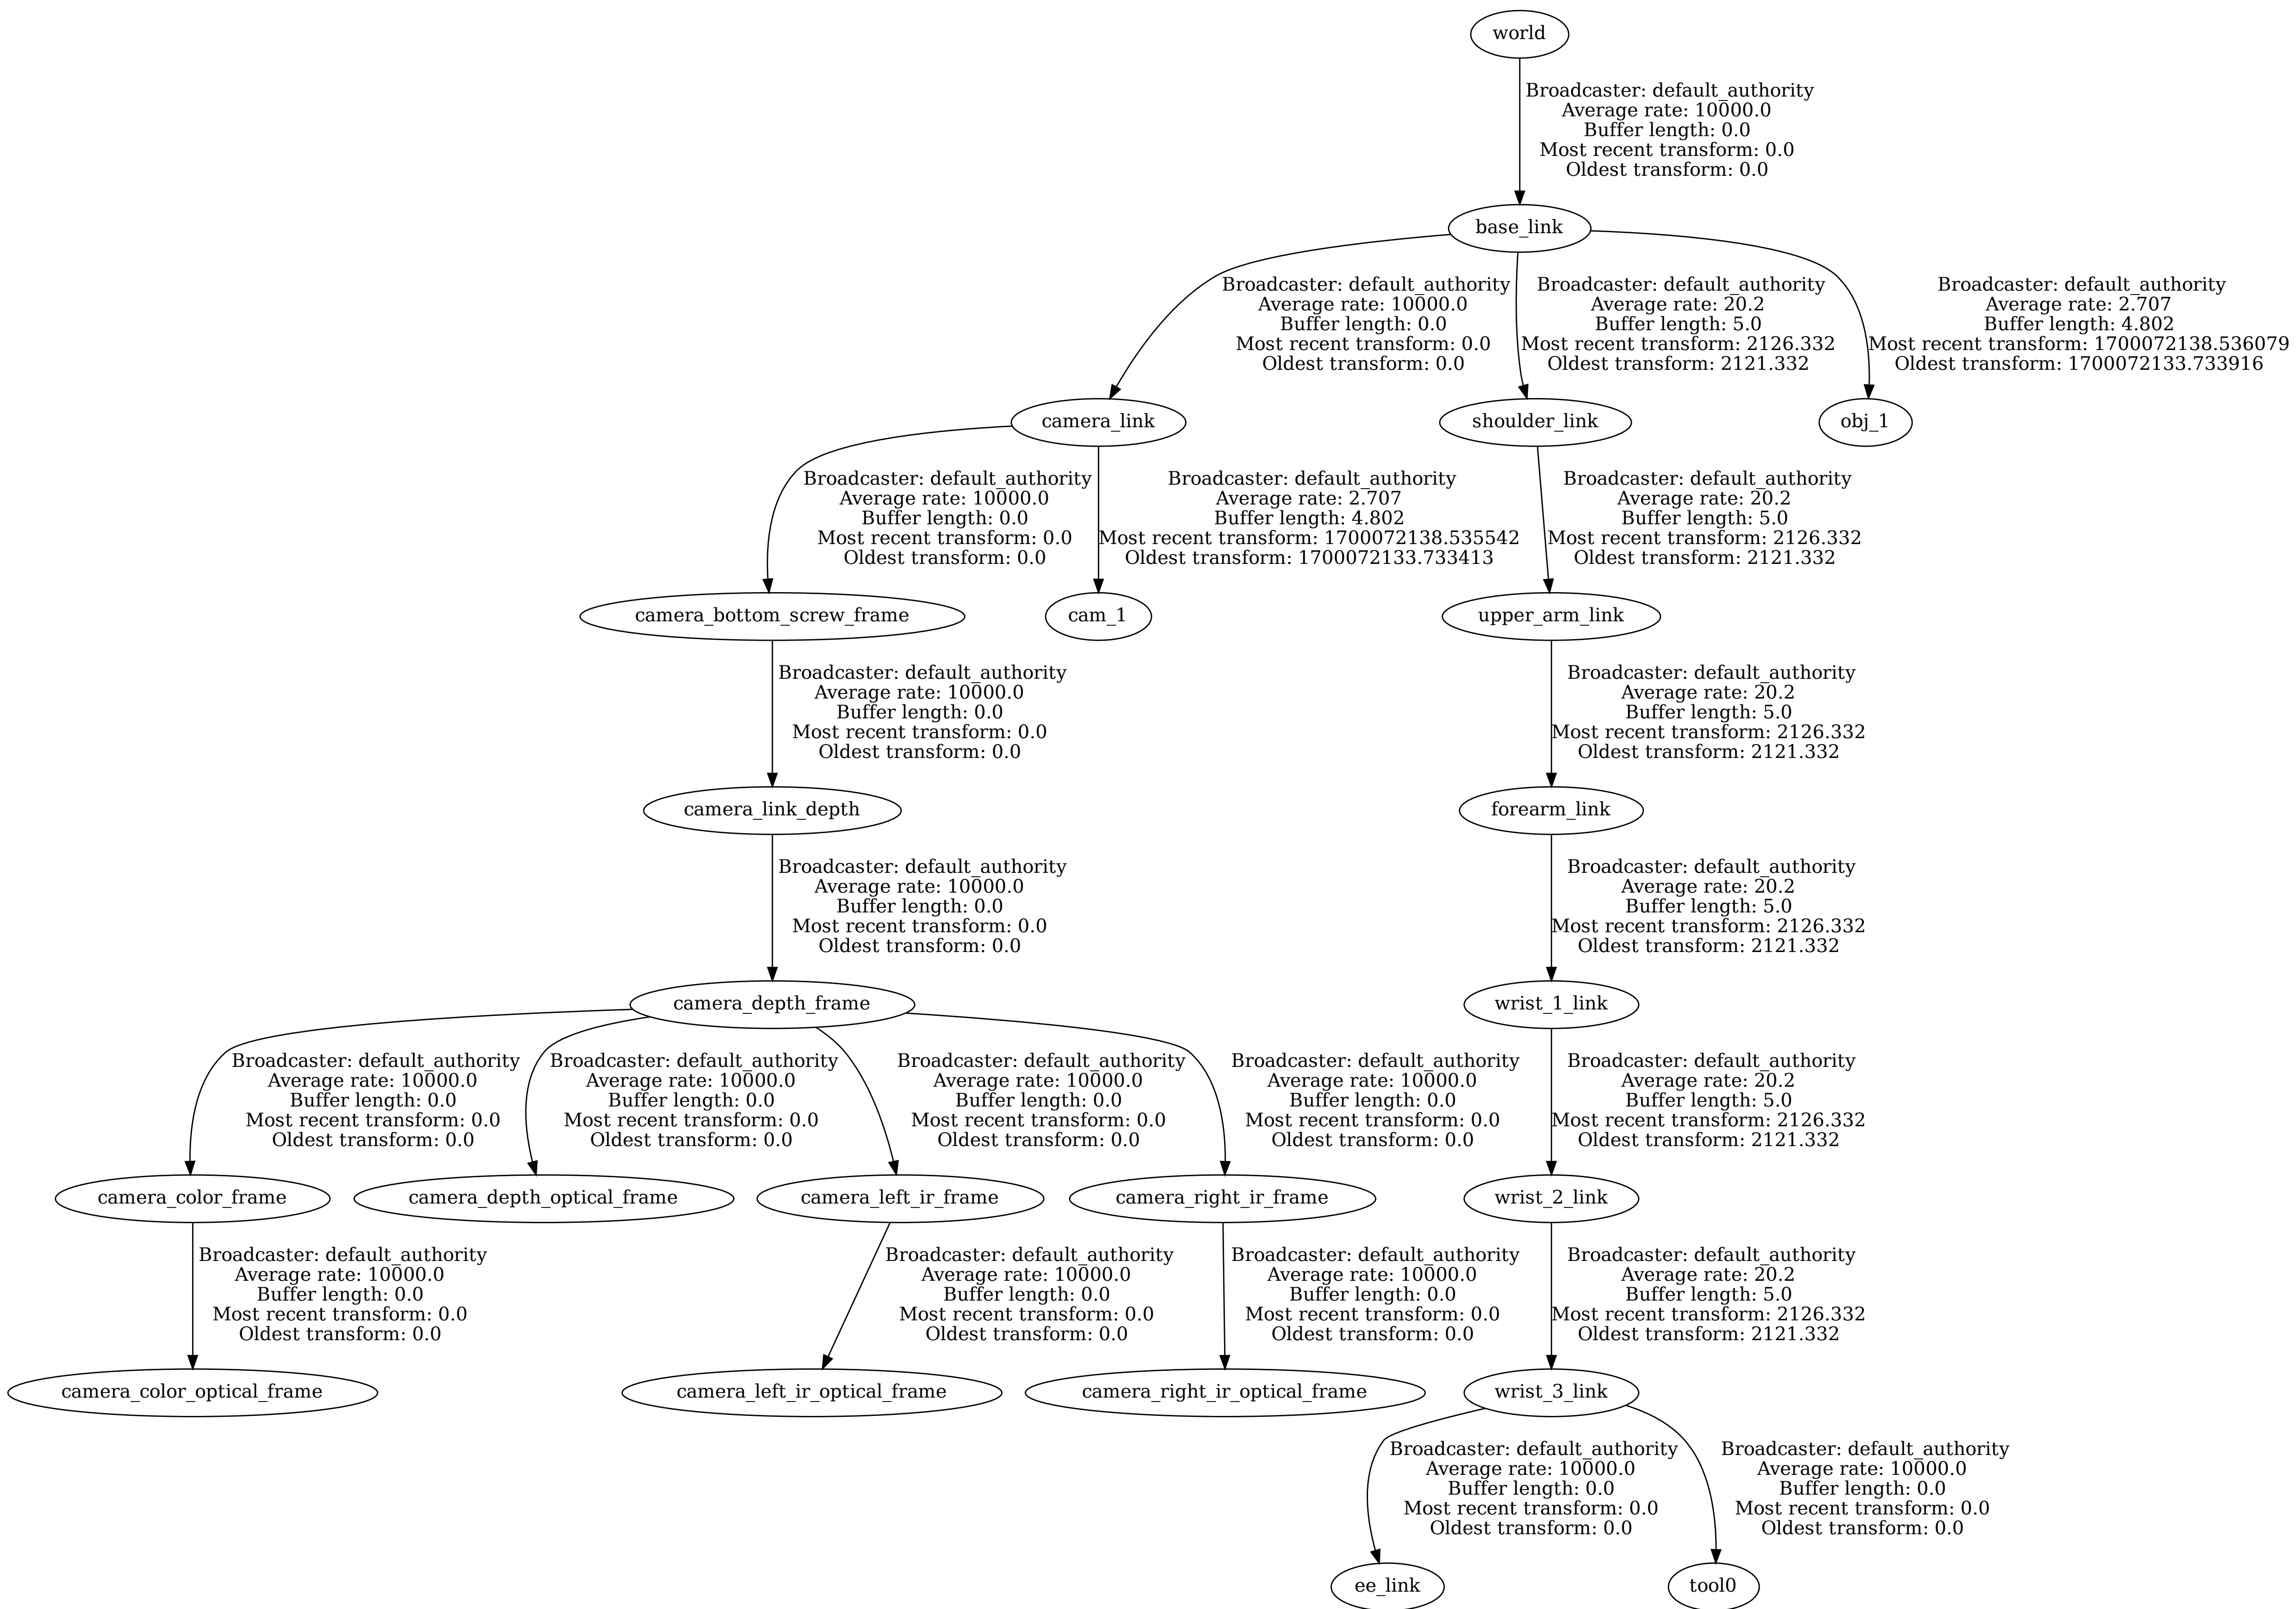 world
Broadcaster: default_authority
Average rate: 10000.0
Buffer length: 0.0
Most recent transform: 0.0
Oldest transform: 0.0
base_link
Broadcaster: default_authority
Average rate: 10000.0
Buffer length: 0.0
Most recent transform: 0.0
Oldest transform: 0.0
Broadcaster: default_authority
Average rate: 20.2
Buffer length: 5.0
Most recent transform: 2126.332
Oldest transform: 2121.332
Broadcaster: default_authority
Average rate: 2.707
Buffer length: 4.802
Most recent transform: 1700072138.536079
Oldest transform: 1700072133.733916
camera_link
shoulder_link
obj_1
Broadcaster: default_authority
Average rate: 10000.0
Buffer length: 0.0
Most recent transform: 0.0
Oldest transform: 0.0
Broadcaster: default_authority
Average rate: 2.707
Buffer length: 4.802
Most recent transform: 1700072138.535542
Oldest transform: 1700072133.733413
Broadcaster: default_authority
Average rate: 20.2
Buffer length: 5.0
Most recent transform: 2126.332
Oldest transform: 2121.332
camera_bottom_screw_frame
cam_1
upper_arm_link
Broadcaster: default_authority
Average rate: 10000.0
Buffer length: 0.0
Most recent transform: 0.0
Oldest transform: 0.0
Broadcaster: default_authority
Average rate: 20.2
Buffer length: 5.0
Most recent transform: 2126.332
Oldest transform: 2121.332
camera_link_depth
forearm_link
Broadcaster: default_authority
Average rate: 10000.0
Buffer length: 0.0
Most recent transform: 0.0
Oldest transform: 0.0
Broadcaster: default_authority
Average rate: 20.2
Buffer length: 5.0
Most recent transform: 2126.332
Oldest transform: 2121.332
camera_depth_frame
wrist_1_link
Broadcaster: default_authority
Average rate: 10000.0
Buffer length: 0.0
Most recent transform: 0.0
Oldest transform: 0.0
Broadcaster: default_authority
Average rate: 10000.0
Buffer length: 0.0
Most recent transform: 0.0
Oldest transform: 0.0
Broadcaster: default_authority
Average rate: 10000.0
Buffer length: 0.0
Most recent transform: 0.0
Oldest transform: 0.0
Broadcaster: default_authority
Average rate: 10000.0
Buffer length: 0.0
Most recent transform: 0.0
Oldest transform: 0.0
Broadcaster: default_authority
Average rate: 20.2
Buffer length: 5.0
Most recent transform: 2126.332
Oldest transform: 2121.332
camera_color_frame
camera_depth_optical_frame
camera_left_ir_frame
camera_right_ir_frame
wrist_2_link
Broadcaster: default_authority
Average rate: 10000.0
Buffer length: 0.0
Most recent transform: 0.0
Oldest transform: 0.0
Broadcaster: default_authority
Average rate: 10000.0
Buffer length: 0.0
Most recent transform: 0.0
Oldest transform: 0.0
Broadcaster: default_authority
Average rate: 10000.0
Buffer length: 0.0
Most recent transform: 0.0
Oldest transform: 0.0
Broadcaster: default_authority
Average rate: 20.2
Buffer length: 5.0
Most recent transform: 2126.332
Oldest transform: 2121.332
camera_color_optical_frame
camera_left_ir_optical_frame
camera_right_ir_optical_frame
wrist_3_link
Broadcaster: default_authority
Average rate: 10000.0
Buffer length: 0.0
Most recent transform: 0.0
Oldest transform: 0.0
Broadcaster: default_authority
Average rate: 10000.0
Buffer length: 0.0
Most recent transform: 0.0
Oldest transform: 0.0
ee_link
tool0